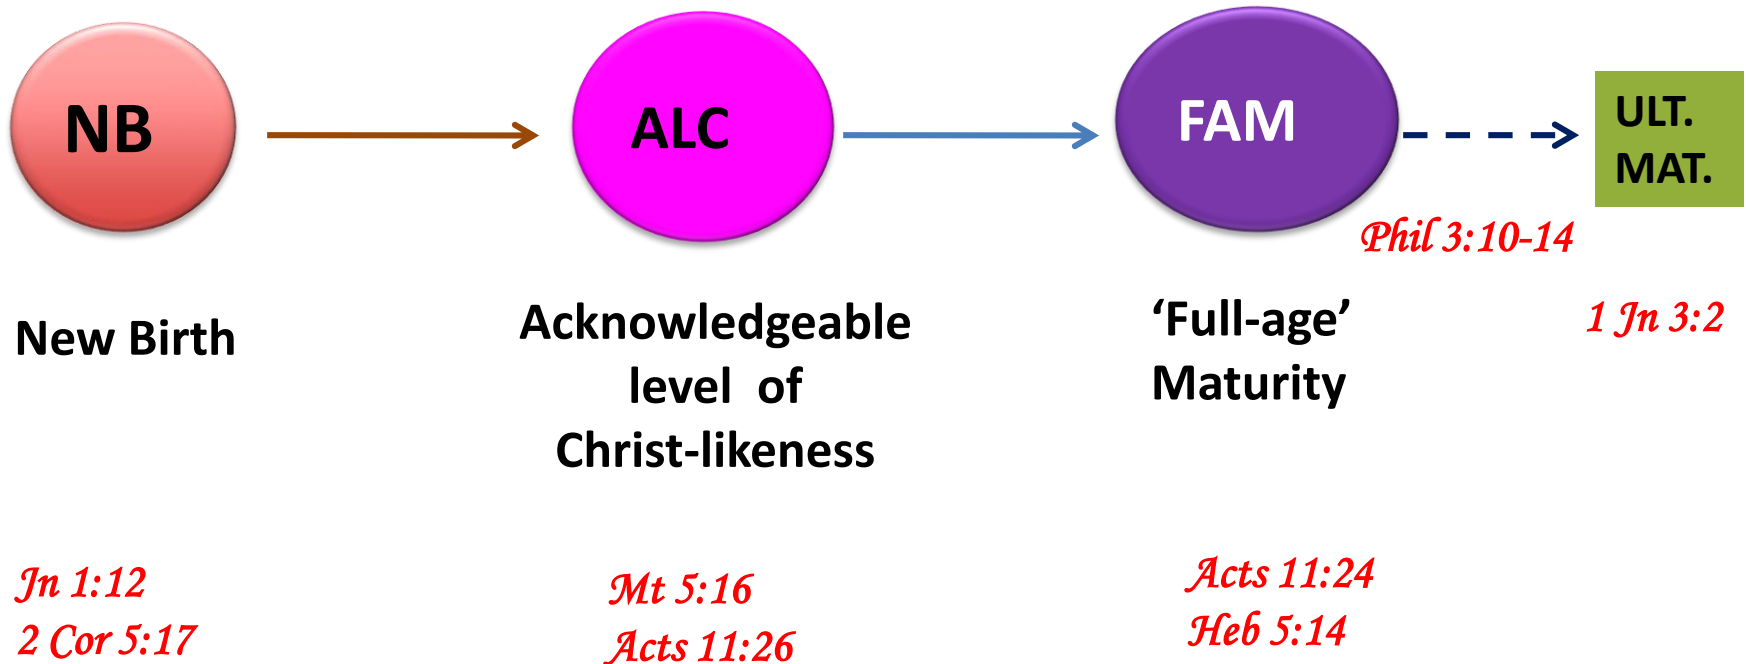 NB
ALC
FAM
ULT.
MAT.
Phil 3:10-14
New Birth
Acknowledgeable
level of
Christ-likeness
‘Full-age’
Maturity
1 Jn 3:2
Jn 1:12
2 Cor 5:17
Mt 5:16
Acts 11:26
Acts 11:24
Heb 5:14